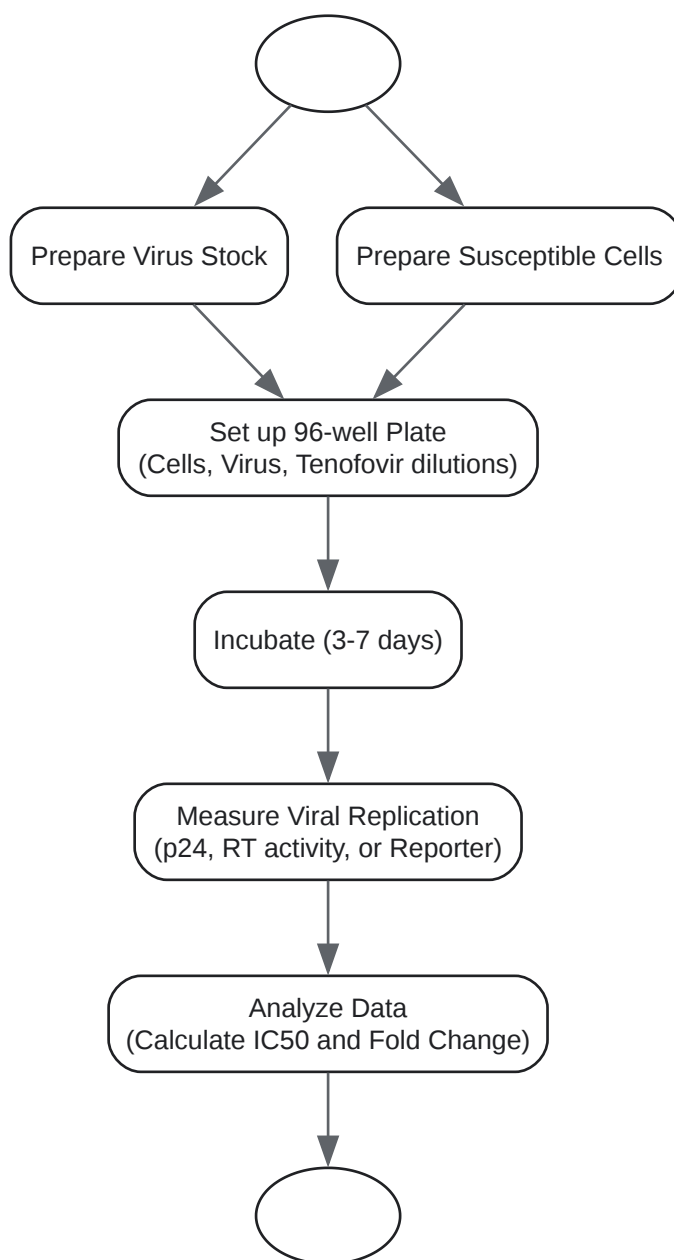 Prepare Virus Stock
Prepare Susceptible Cells
Set up 96-well Plate
(Cells, Virus, Tenofovir dilutions)
Incubate (3-7 days)
Measure Viral Replication
(p24, RT activity, or Reporter)
Analyze Data
(Calculate IC50 and Fold Change)